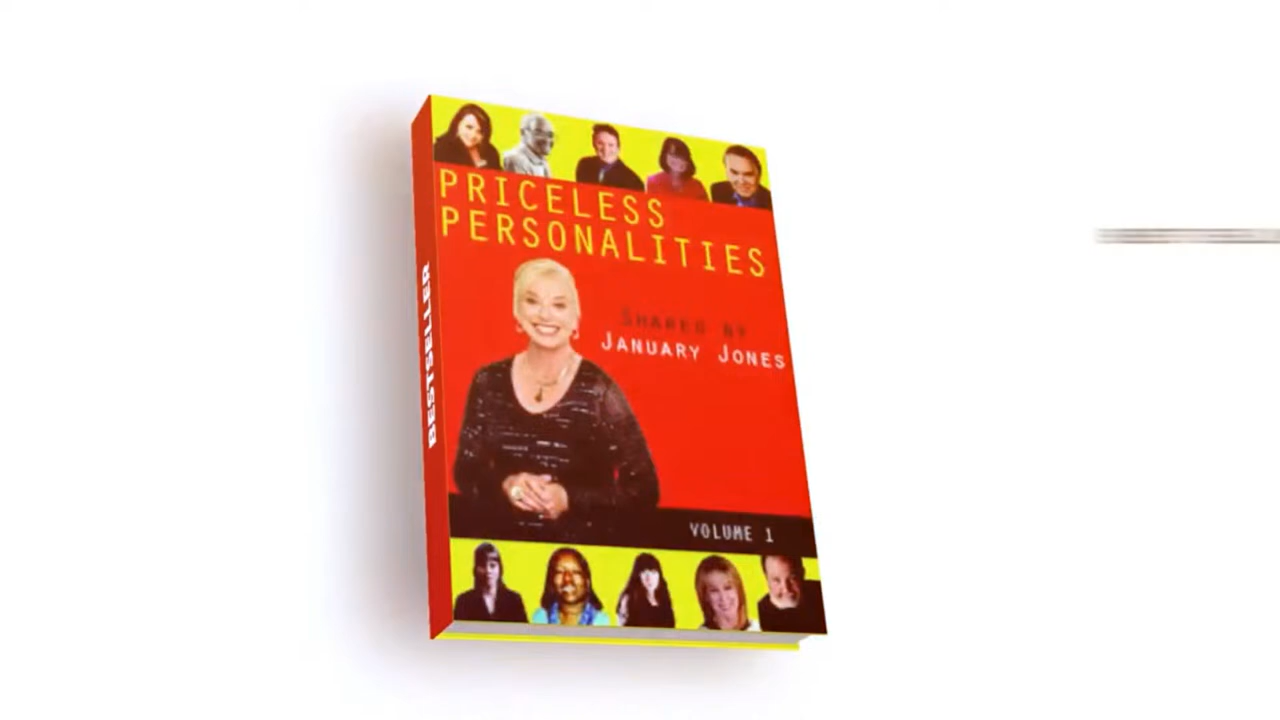 PRICELESS
PERSONALITIES
SHARED BY
JANUARY JONES
VOLUME 1
BESTSELLER